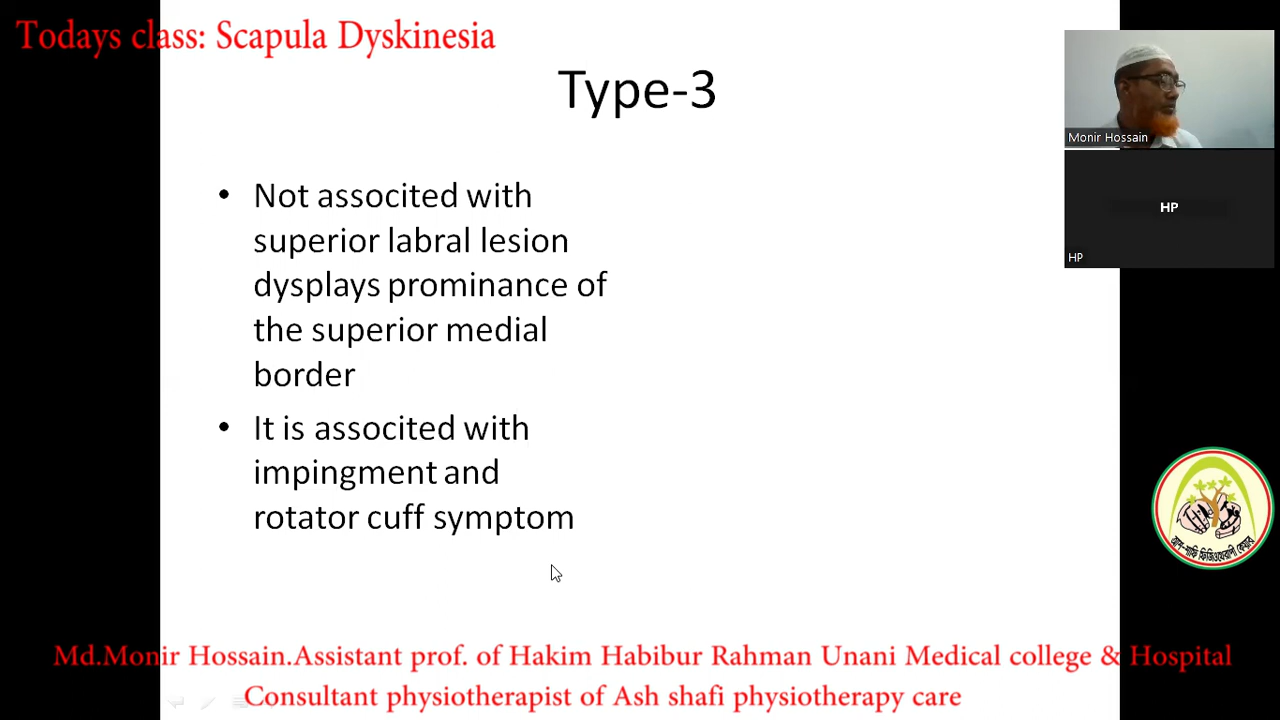 Todays class: Scapula Dyskinesia
Type-3
Monir Hossain
HP
HP
• Not associted with
superior labral lesion
dysplays prominance of
the superior medial
border
• It is associted with
impingment and
rotator cuff symptom
আশ-শাফি ফিজিওথেরাপী কেয়ার
Md.Monir Hossain.Assistant prof. of Hakim Habibur Rahman Unani Medical college & Hospital
Consultant physiotherapist of Ash shafi physiotherapy care